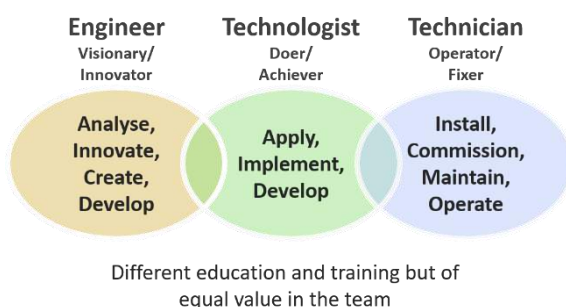 Engineer
Visionary/
Innovator
Technologist
Doer/
Achiever
Technician
Operator/
Fixer
Analyse,
Innovate,
Create,
Develop
Apply,
Implement,
Develop
Install,
Commission,
Maintain,
Operate
Different education and training but of
equal value in the team